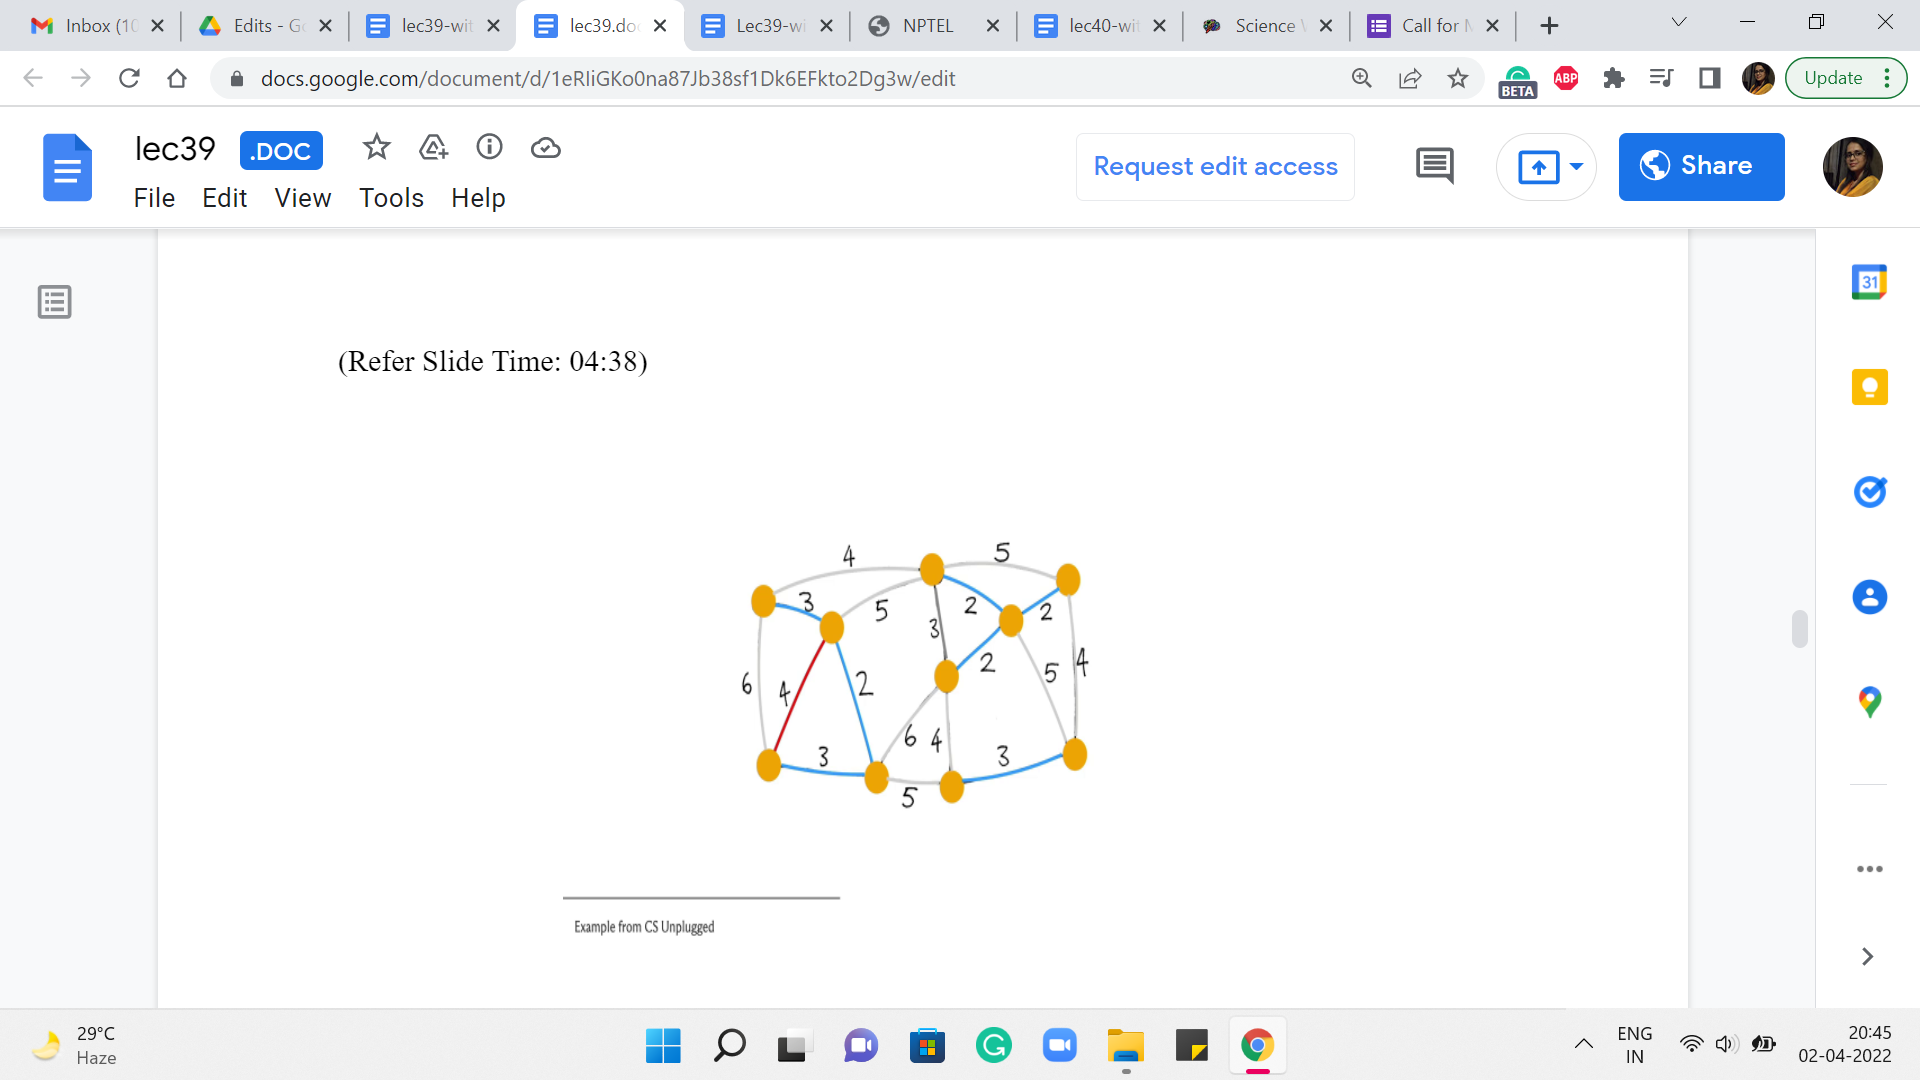 Inbox (10
Edits - Go
lec39-wit
lec39.do
Lec39-wi
NPTEL
lec40-wit
Science
Call for
docs.google.com/document/d/1eRIiGKo0na87Jb38sf1Dk6EFkto2Dg3w/edit
BETA
ABP
Update
lec39
.DOC
File Edit View Tools Help
Request edit access
Share
31
(Refer Slide Time: 04:38)
4 5
3 5 2 2
3
6 4 2 2 5 4
3 6 4 3
5
Example from CS Unplugged
29°C
Haze
ENG
IN
20:45
02-04-2022